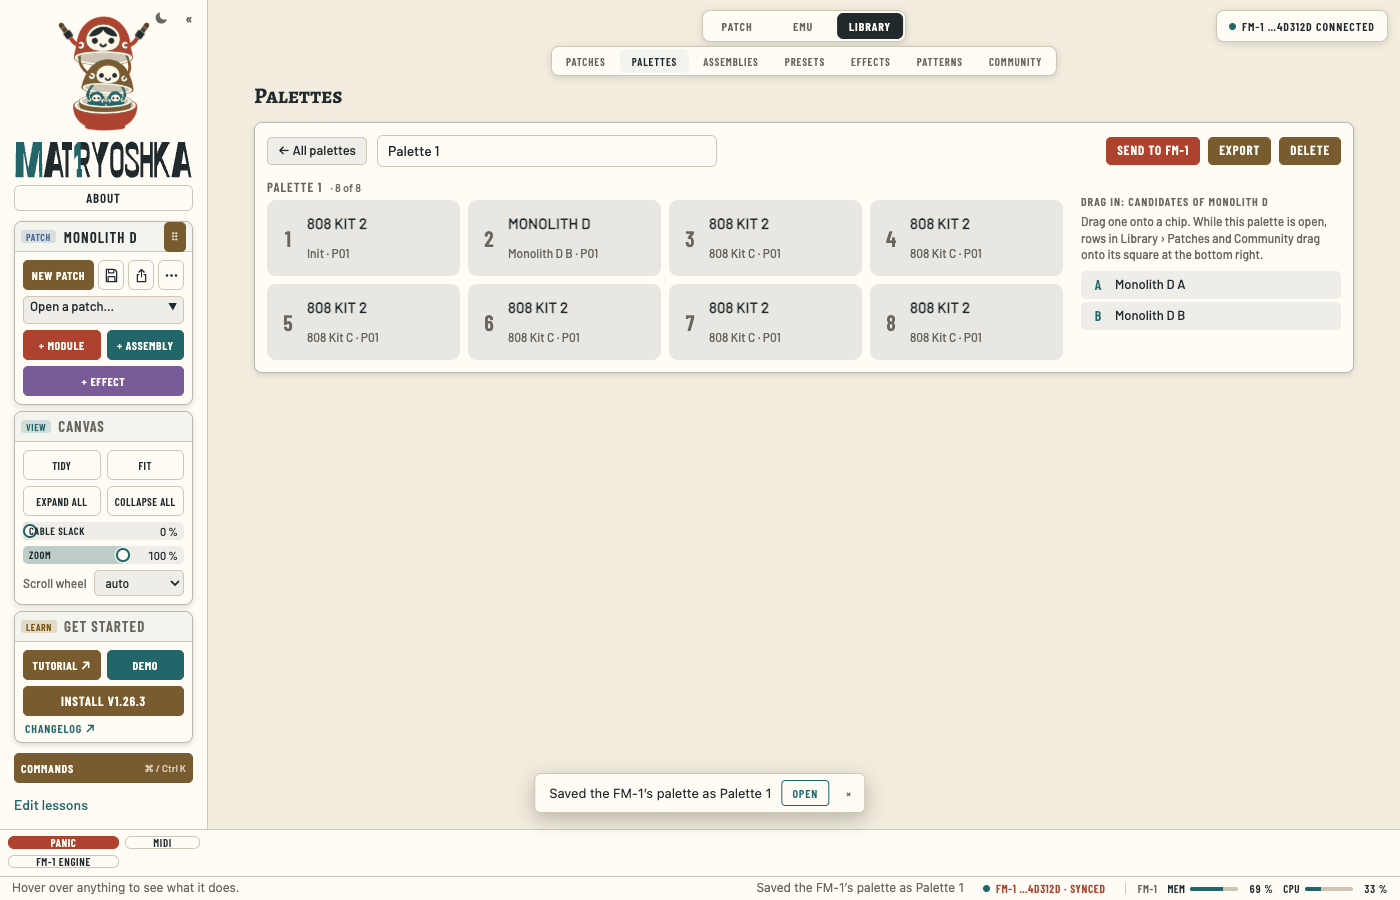 «
MATRYOSHKA
ABOUT
PATCH MONOLITH D
NEW PATCH
Open a patch...
+ MODULE + ASSEMBLY
+ EFFECT
VIEW CANVAS
TIDY FIT
EXPAND ALL COLLAPSE ALL
CABLE SLACK 0 %
ZOOM 100 %
Scroll wheel auto
LEARN GET STARTED
TUTORIAL ↗ DEMO
INSTALL V1.26.3
CHANGELOG ↗
COMMANDS ⌘ / Ctrl K
Edit lessons
PATCH EMU LIBRARY
FM-1 …4D312D CONNECTED
PATCHES PALETTES ASSEMBLIES PRESETS EFFECTS PATTERNS COMMUNITY
PALETTES
← All palettes Palette 1 SEND TO FM-1 EXPORT DELETE
PALETTE 1 · 8 of 8
1 808 KIT 2
Init · P01
2 MONOLITH D
Monolith D B · P01
3 808 KIT 2
808 Kit C · P01
4 808 KIT 2
808 Kit C · P01
5 808 KIT 2
808 Kit C · P01
6 808 KIT 2
808 Kit C · P01
7 808 KIT 2
808 Kit C · P01
8 808 KIT 2
808 Kit C · P01
DRAG IN: CANDIDATES OF MONOLITH D
Drag one onto a chip. While this palette is open,
rows in Library › Patches and Community drag
onto its square at the bottom right.
A Monolith D A
B Monolith D B
Saved the FM-1's palette as Palette 1 OPEN ×
PANIC MIDI
FM-1 ENGINE
Hover over anything to see what it does.
Saved the FM-1's palette as Palette 1 FM-1 …4D312D · SYNCED FM-1 MEM 69 % CPU 33 %